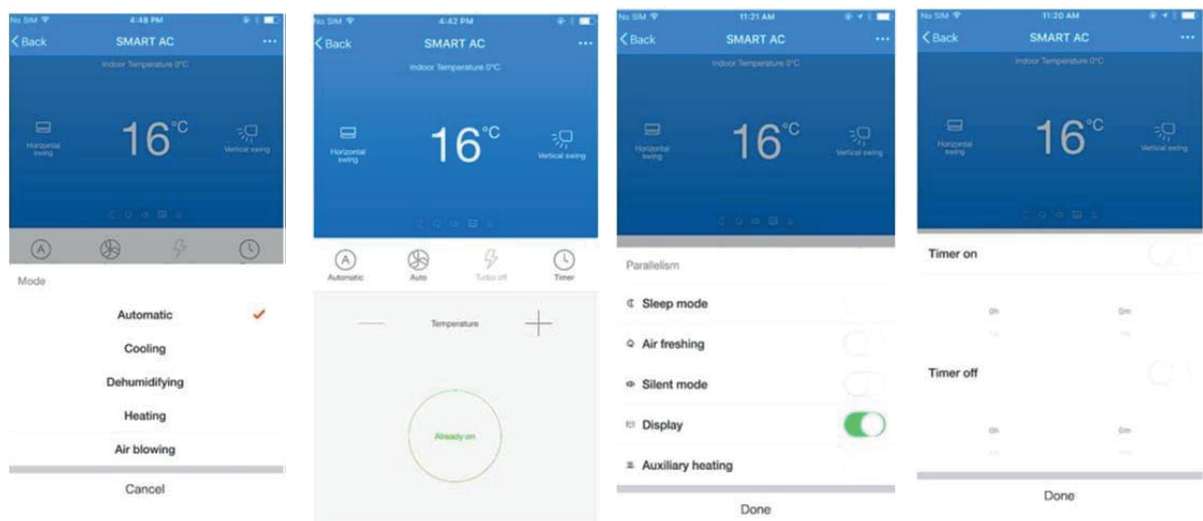 No SIM 4:48 PM
Back SMART AC
Indoor Temperature 0°C
16°C
Horizontal swing
Vertical swing
Mode
Automatic
Cooling
Dehumidifying
Heating
Air blowing
Cancel
No SIM 4:42 PM
Back SMART AC
Indoor Temperature 0°C
16°C
Horizontal swing
Vertical swing
Automatic Auto Turbo off Timer
Temperature
Already on
No SIM 11:21 AM
Back SMART AC
Indoor Temperature 0°C
16°C
Horizontal swing
Vertical swing
Parallelism
Sleep mode
Air freshing
Silent mode
Display
Auxiliary heating
Done
No SIM 11:20 AM
Back SMART AC
Indoor Temperature 0°C
16°C
Horizontal swing
Vertical swing
Timer on
0h 0m
Timer off
0h 0m
Done